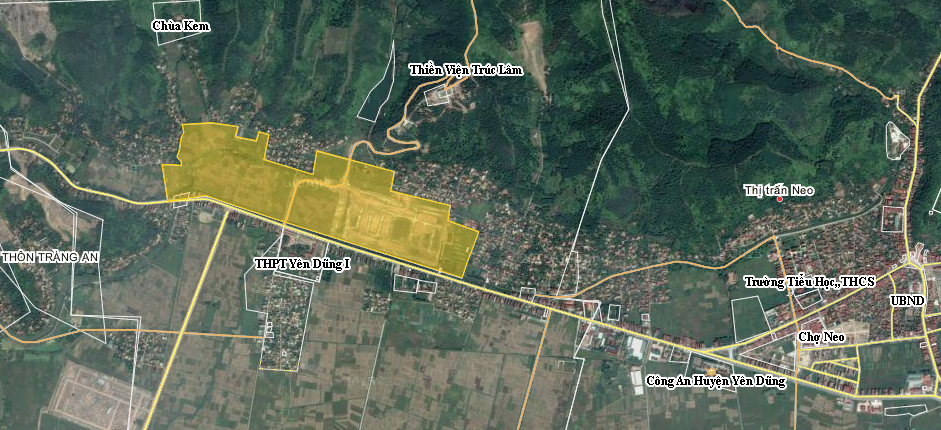 Chùa Kem
Thiền Viện Trúc Lâm
Thị trấn Neo
THÔN TRÀNG AN
THPT Yên Dũng I
Trường Tiểu Học,,THCS
UBND
Chợ Neo
Công An Huyện Yên Dũng